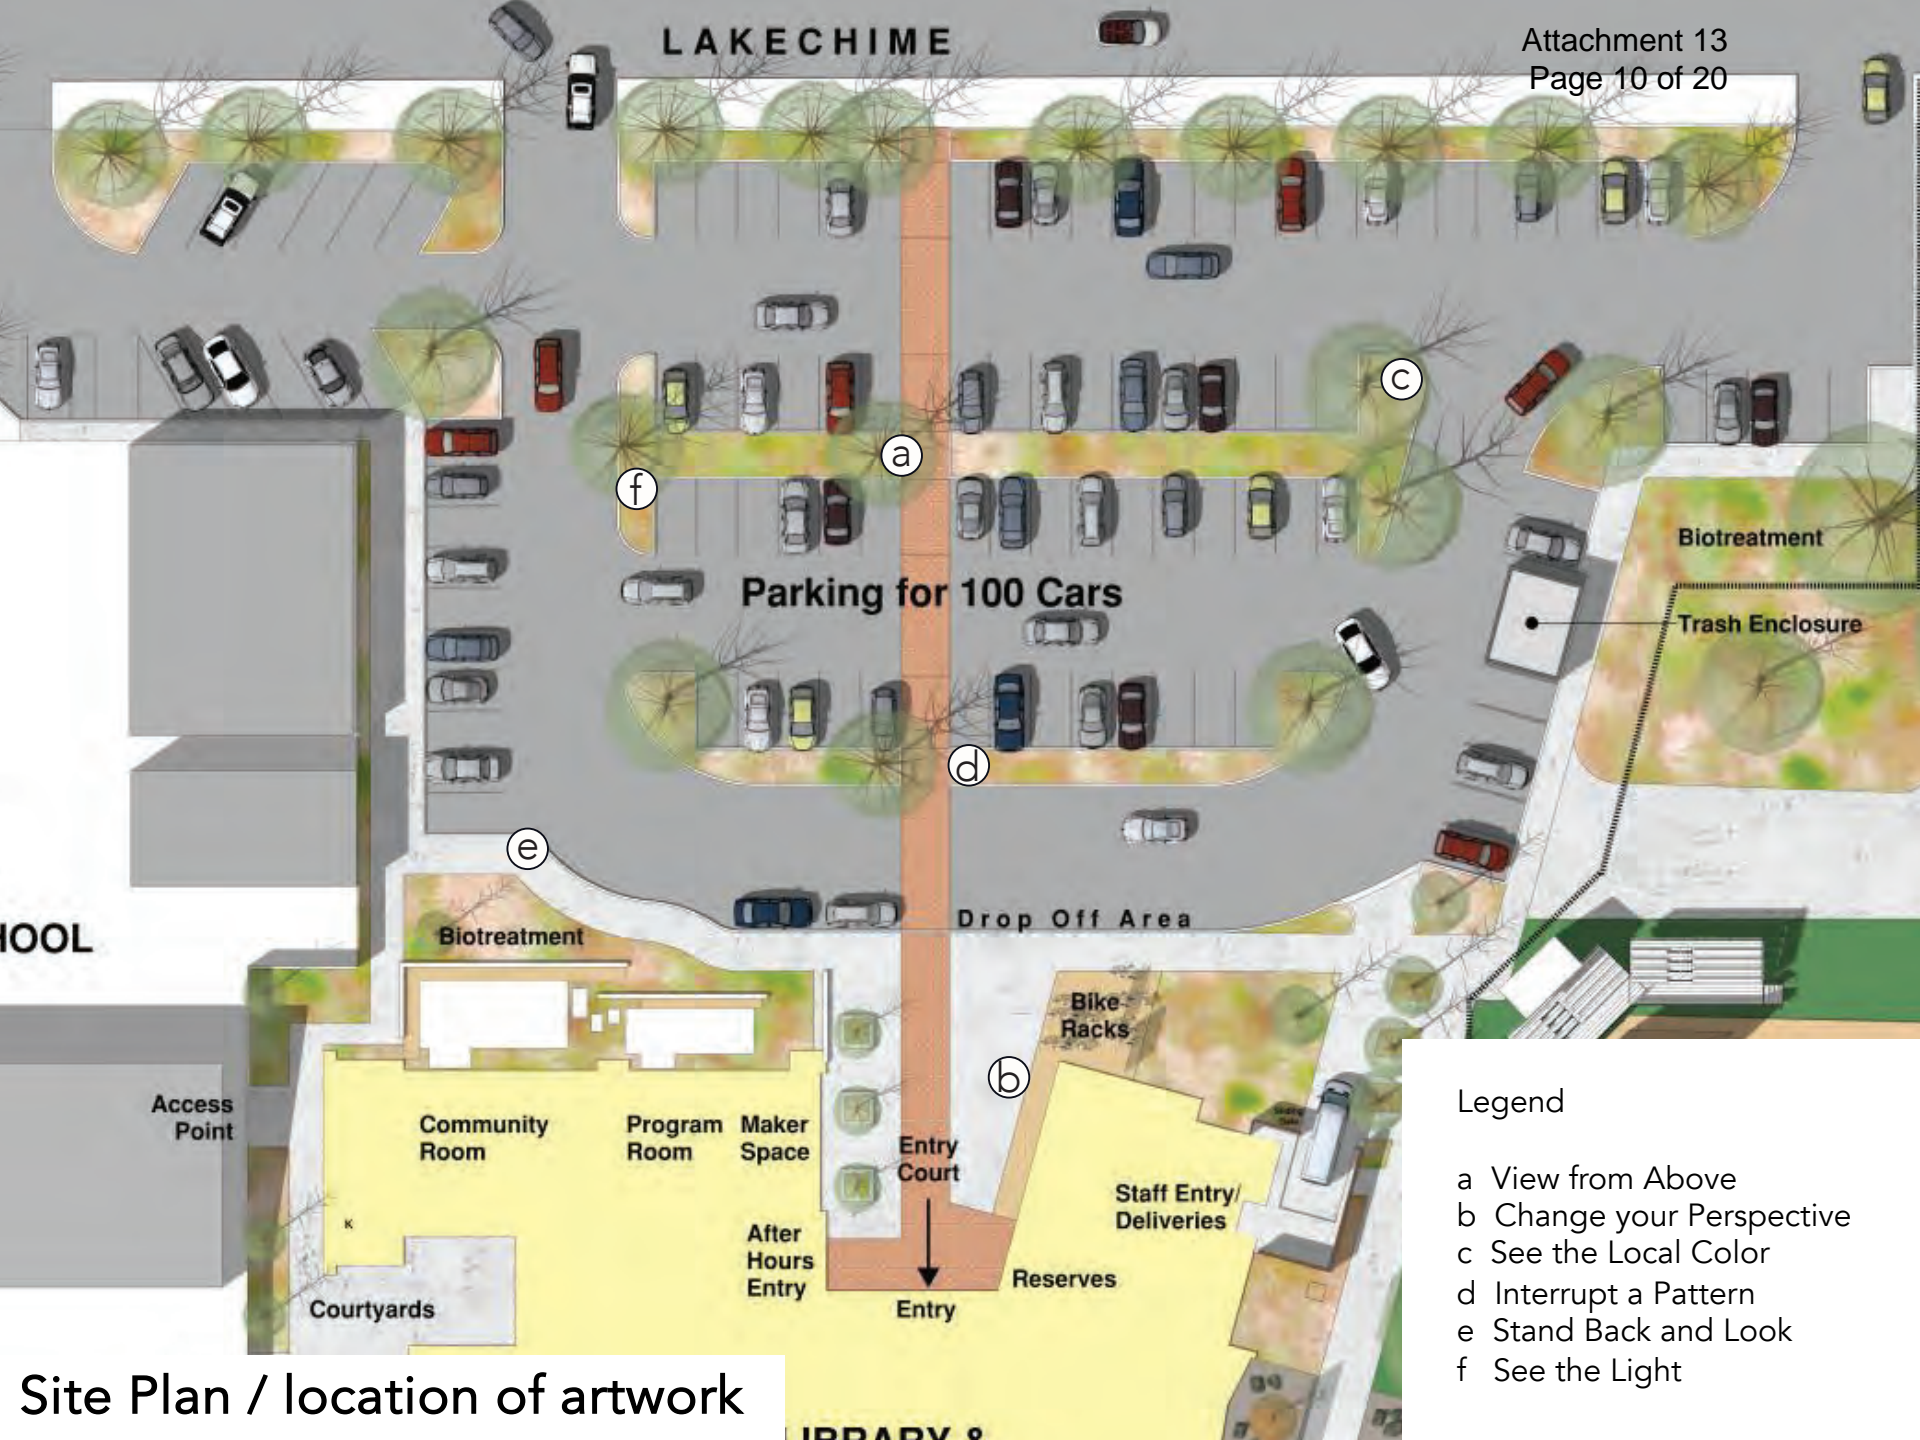 LAKECHIME
Attachment 13
Page 10 of 20
c
a
f
Biotreatment
Parking for 100 Cars
Trash Enclosure
d
e
Drop Off Area
HOOL
Biotreatment
Bike
Racks
b
Access
Point
Community
Room
Program
Room
Maker
Space
Entry
Court
Staff Entry/
Deliveries
K
After
Hours
Entry
Reserves
Courtyards
Entry
Legend
a View from Above
b Change your Perspective
c See the Local Color
d Interrupt a Pattern
e Stand Back and Look
f See the Light
Site Plan / location of artwork
LIBRARY &